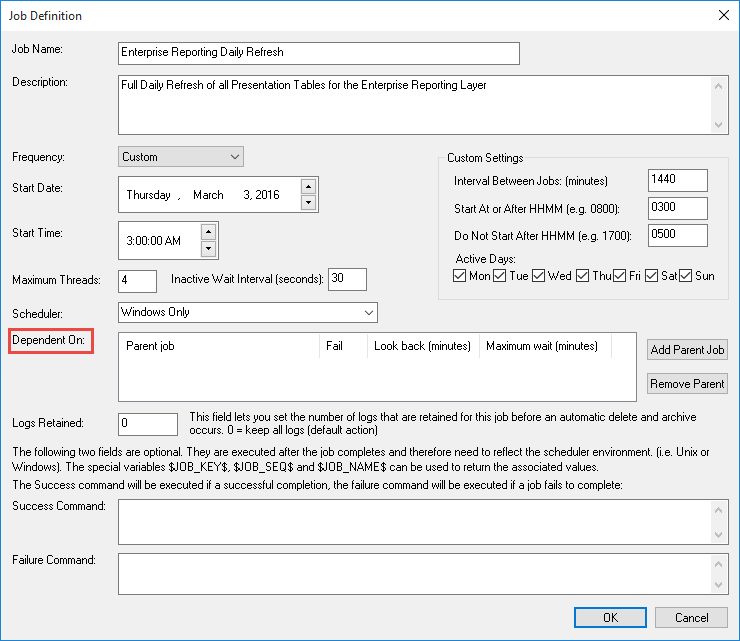 Job Definition
Job Name:
Enterprise Reporting Daily Refresh
Description:
Full Daily Refresh of all Presentation Tables for the Enterprise Reporting Layer
Frequency:
Custom
Start Date:
Thursday , March 3, 2016
Start Time:
3:00:00 AM
Custom Settings
Interval Between Jobs: (minutes)
1440
Start At or After HHMM (e.g. 0800):
0300
Do Not Start After HHMM (e.g. 1700):
0500
Active Days:
Mon Tue Wed Thu Fri Sat Sun
Maximum Threads:
4
Inactive Wait Interval (seconds):
30
Scheduler:
Windows Only
Dependent On:
Parent job Fail Look back (minutes) Maximum wait (minutes)
Add Parent Job
Remove Parent
Logs Retained:
0
This field lets you set the number of logs that are retained for this job before an automatic delete and archive
occurs. 0 = keep all logs (default action)
The following two fields are optional. They are executed after the job completes and therefore need to reflect the scheduler environment. (i.e. Unix or
Windows). The special variables $JOB_KEY$, $JOB_SEQ$ and $JOB_NAME$ can be used to return the associated values.
The Success command will be executed if a successful completion, the failure command will be executed if a job fails to complete:
Success Command:
Failure Command:
OK
Cancel